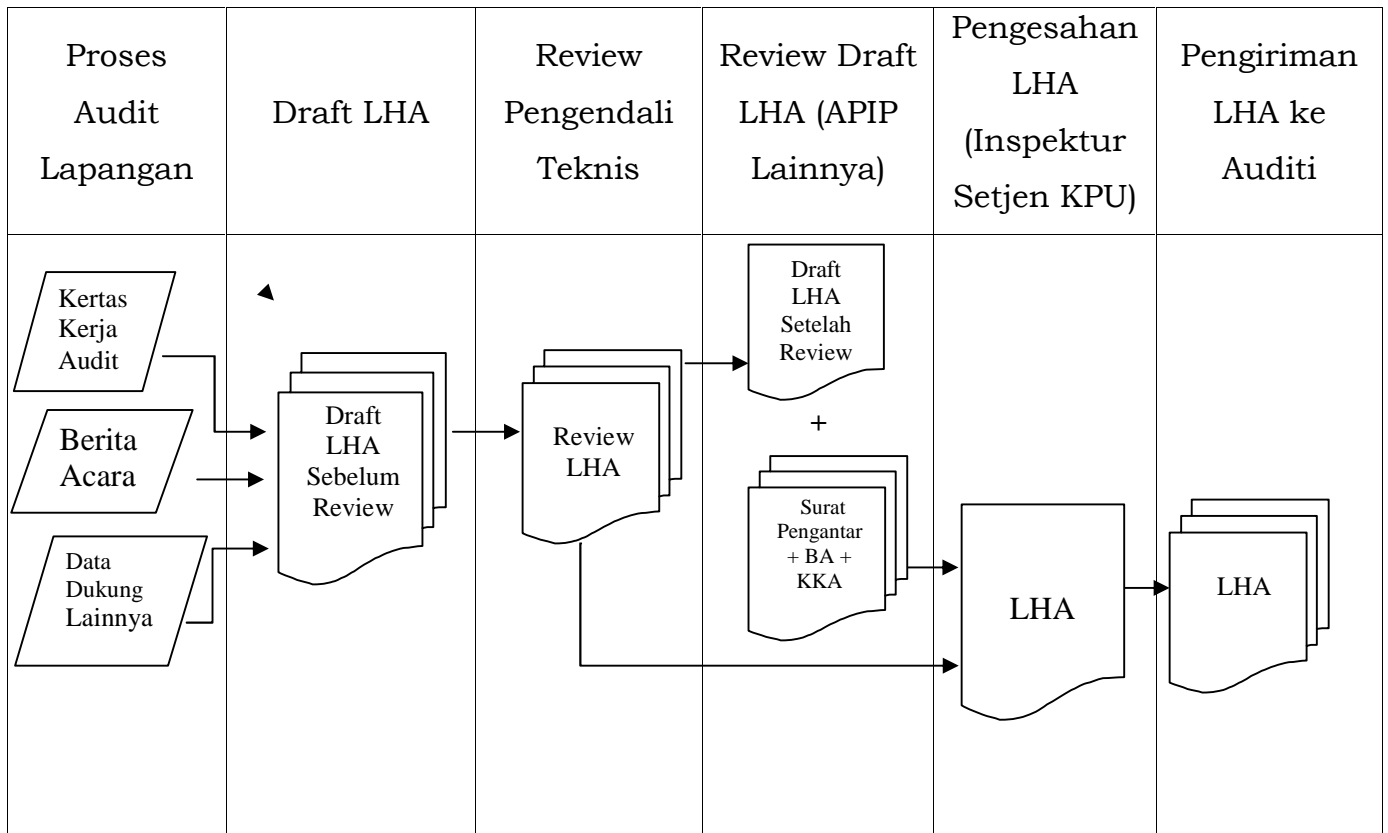 Proses
Audit
Lapangan
Draft LHA
Review
Pengendali
Teknis
Review Draft
LHA (APIP
Lainnya)
Pengesahan
LHA
(Inspektur
Setjen KPU)
Pengiriman
LHA ke
Auditi
Kertas
Kerja
Audit
Berita
Acara
Data
Dukung
Lainnya
Draft
LHA
Sebelum
Review
Review
LHA
Draft
LHA
Setelah
Review
+
Surat
Pengantar
+ BA +
KKA
LHA
LHA